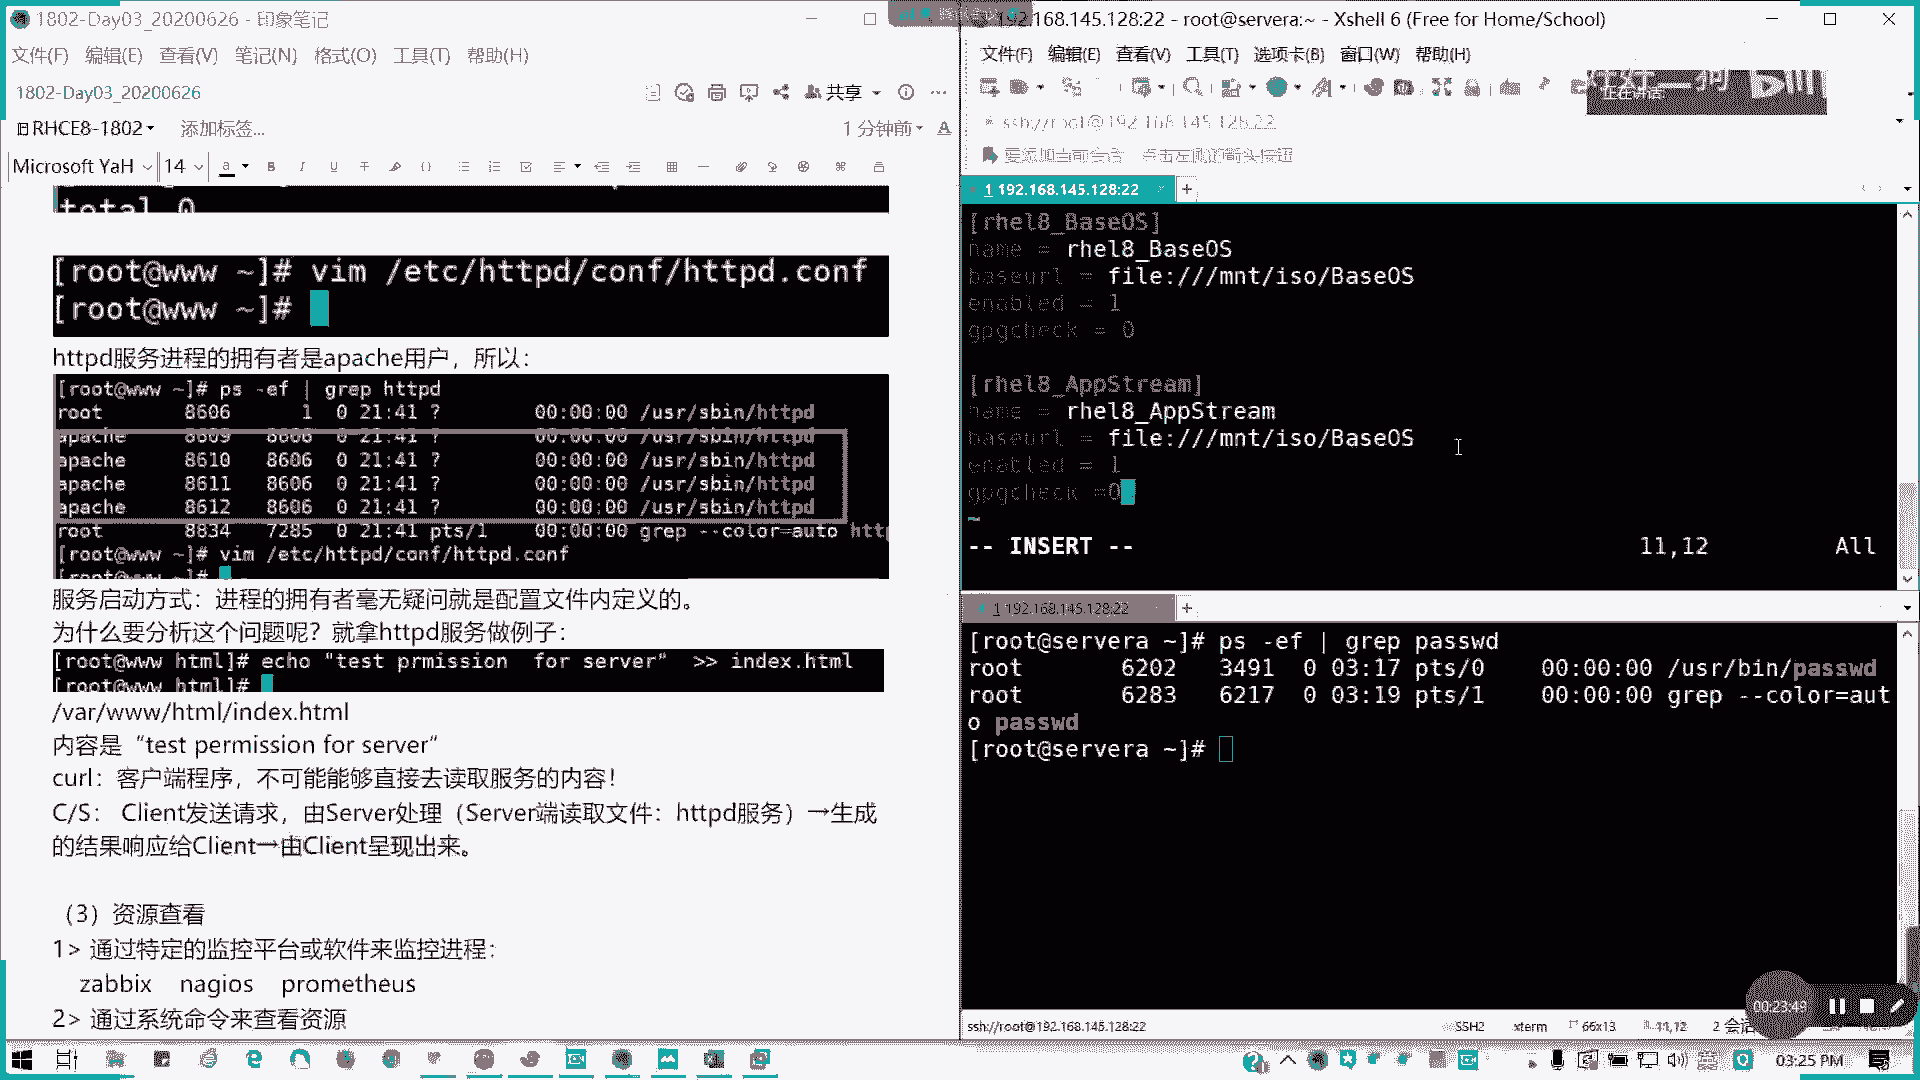 1802-Day03_20200626 - 印象笔记
文件(F) 编辑(E) 查看(V) 笔记(N) 格式(O) 工具(T) 帮助(H)
1802-Day03_20200626
共享
RHCE8-1802 添加标签...
1 分钟前
Microsoft YaH 14
total 0
[root@www ~]# vim /etc/httpd/conf/httpd.conf
[root@www ~]#
httpd服务进程的拥有者是apache用户，所以：
[root@www ~]# ps -ef | grep httpd
root 8606 1 0 21:41 ? 00:00:00 /usr/sbin/httpd
apache 8609 8606 0 21:41 ? 00:00:00 /usr/sbin/httpd
apache 8610 8606 0 21:41 ? 00:00:00 /usr/sbin/httpd
apache 8611 8606 0 21:41 ? 00:00:00 /usr/sbin/httpd
apache 8612 8606 0 21:41 ? 00:00:00 /usr/sbin/httpd
root 8834 7285 0 21:41 pts/1 00:00:00 grep --color=auto http
[root@www ~]# vim /etc/httpd/conf/httpd.conf
[root@www ~]#
服务启动方式：进程的拥有者毫无疑问就是配置文件内定义的。
为什么要分析这个问题呢？就拿httpd服务做例子：
[root@www html]# echo "test prmission for server" >> index.html
[root@www html]#
/var/www/html/index.html
内容是“test permission for server”
curl：客户端程序，不可能能够直接去读取服务的内容！
C/S： Client发送请求，由Server处理（Server端读取文件：httpd服务）→生成
的结果响应给Client→由Client呈现出来。
（3）资源查看
1> 通过特定的监控平台或软件来监控进程：
zabbix nagios prometheus
2> 通过系统命令来查看资源
192.168.145.128:22 - root@servera:~ - Xshell 6 (Free for Home/School)
文件(F) 编辑(E) 查看(V) 工具(T) 选项卡(B) 窗口(W) 帮助(H)
正在讲话:
ssh://root@192.168.145.128:22
要添加当前会话，点击左侧的箭头按钮
1 192.168.145.128:22
[rhel8_BaseOS]
name = rhel8_BaseOS
baseurl = file:///mnt/iso/BaseOS
enabled = 1
gpgcheck = 0
[rhel8_AppStream]
name = rhel8_AppStream
baseurl = file:///mnt/iso/BaseOS
enabled = 1
gpgcheck =0
~
-- INSERT -- 11,12 All
1 192.168.145.128:22
[root@servera ~]# ps -ef | grep passwd
root 6202 3491 0 03:17 pts/0 00:00:00 /usr/bin/passwd
root 6283 6217 0 03:19 pts/1 00:00:00 grep --color=aut
o passwd
[root@servera ~]#
00:23:49
ssh://root@192.168.145.128:22 SSH2 xterm 66x13 11,12 2 会话
英 03:25 PM